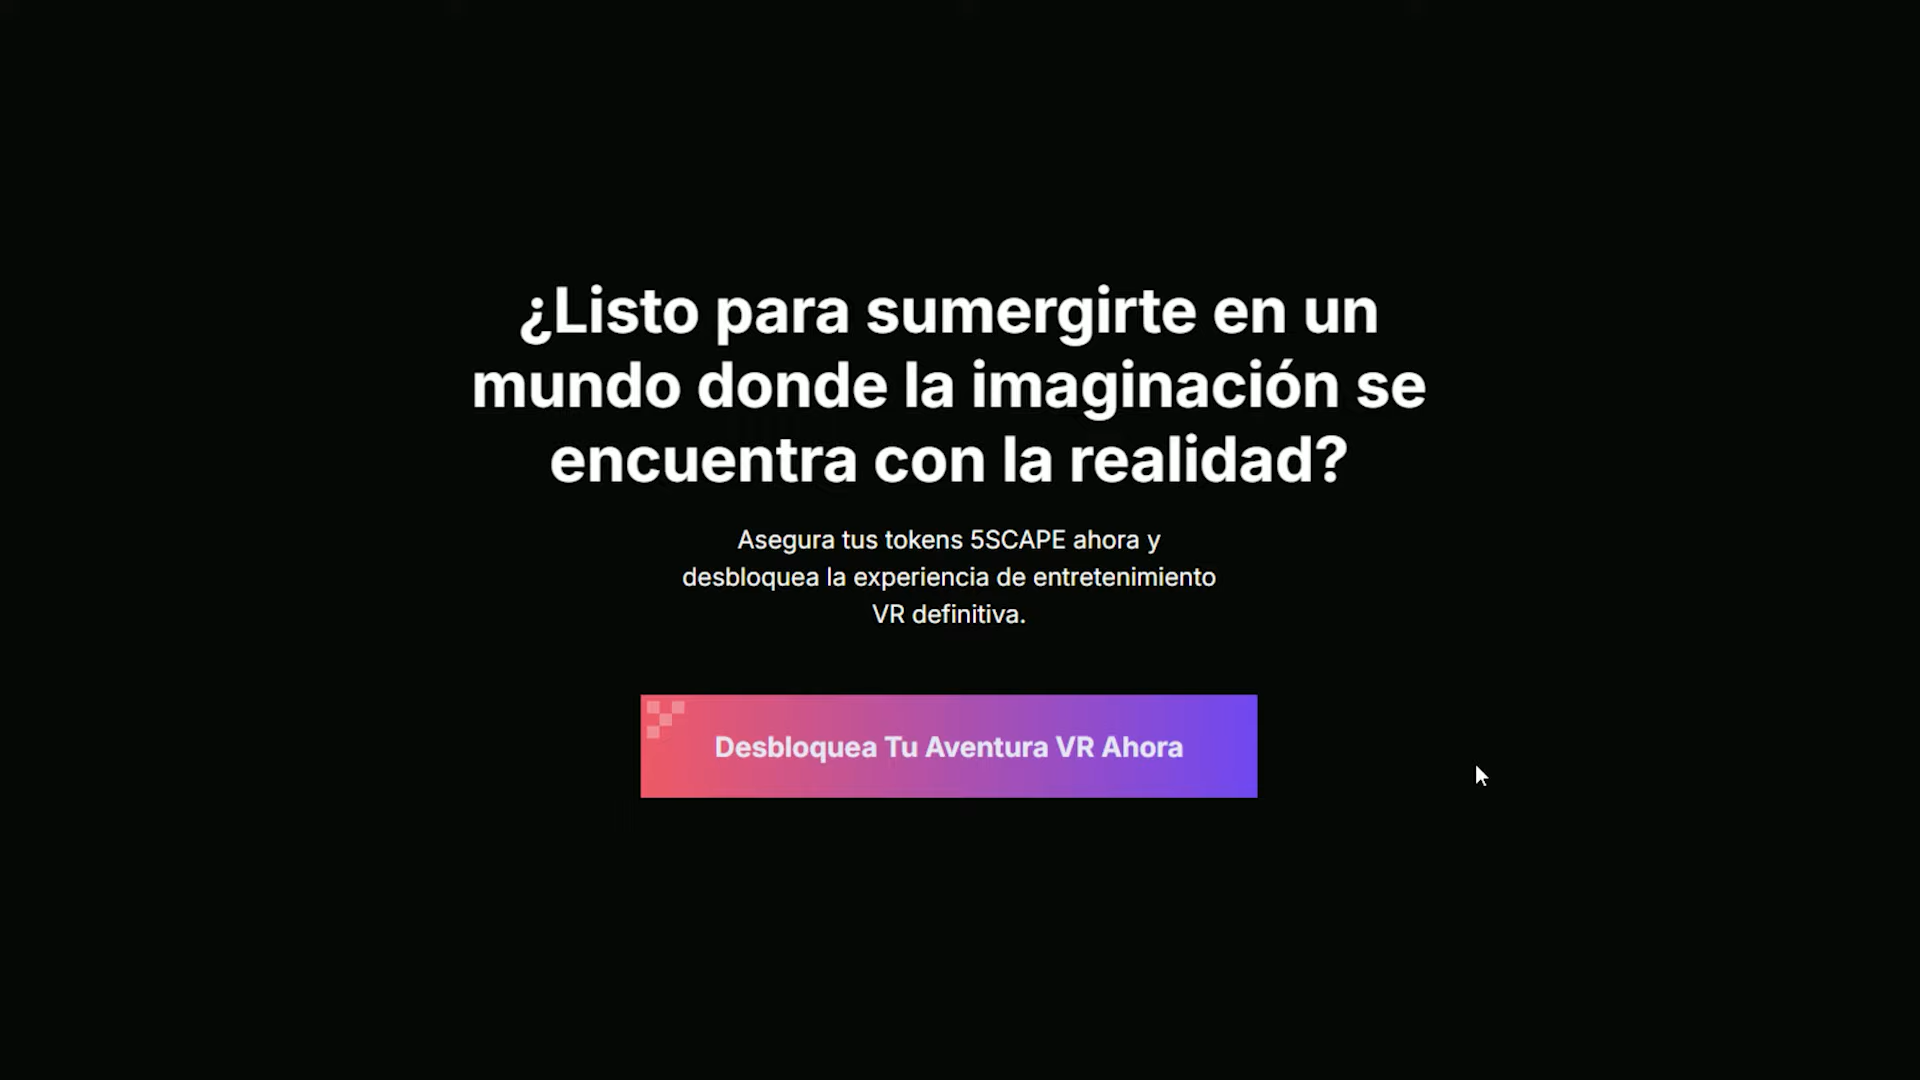 ¿Listo para sumergirte en un
mundo donde la imaginación se
encuentra con la realidad?
Asegura tus tokens 5SCAPE ahora y
desbloquea la experiencia de entretenimiento
VR definitiva.
Desbloquea Tu Aventura VR Ahora